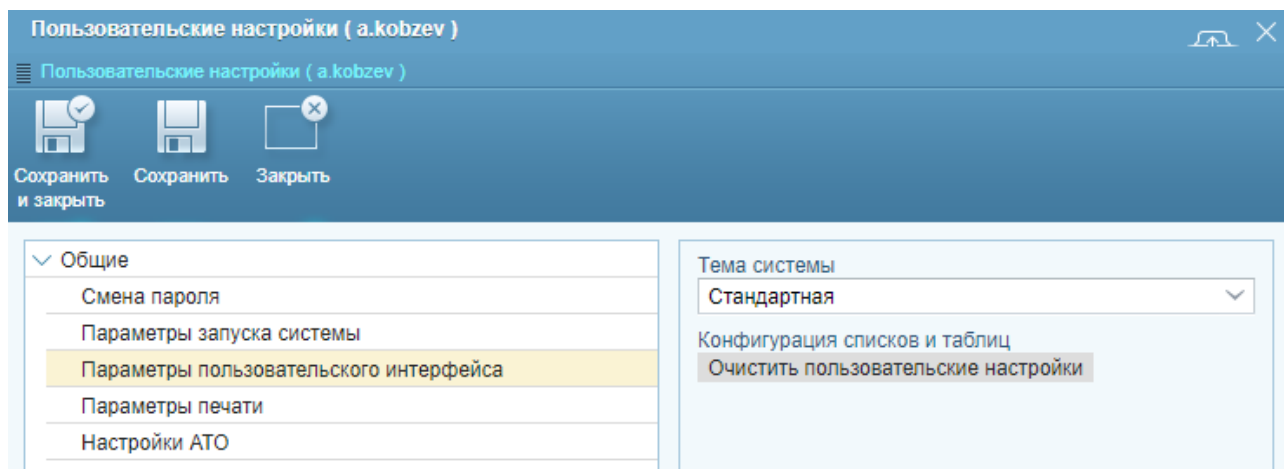 Пользовательские настройки ( a.kobzev )
Пользовательские настройки ( a.kobzev )
Сохранить
и закрыть
Сохранить
Закрыть
Общие
Смена пароля
Параметры запуска системы
Параметры пользовательского интерфейса
Параметры печати
Настройки АТО
Тема системы
Стандартная
Конфигурация списков и таблиц
Очистить пользовательские настройки